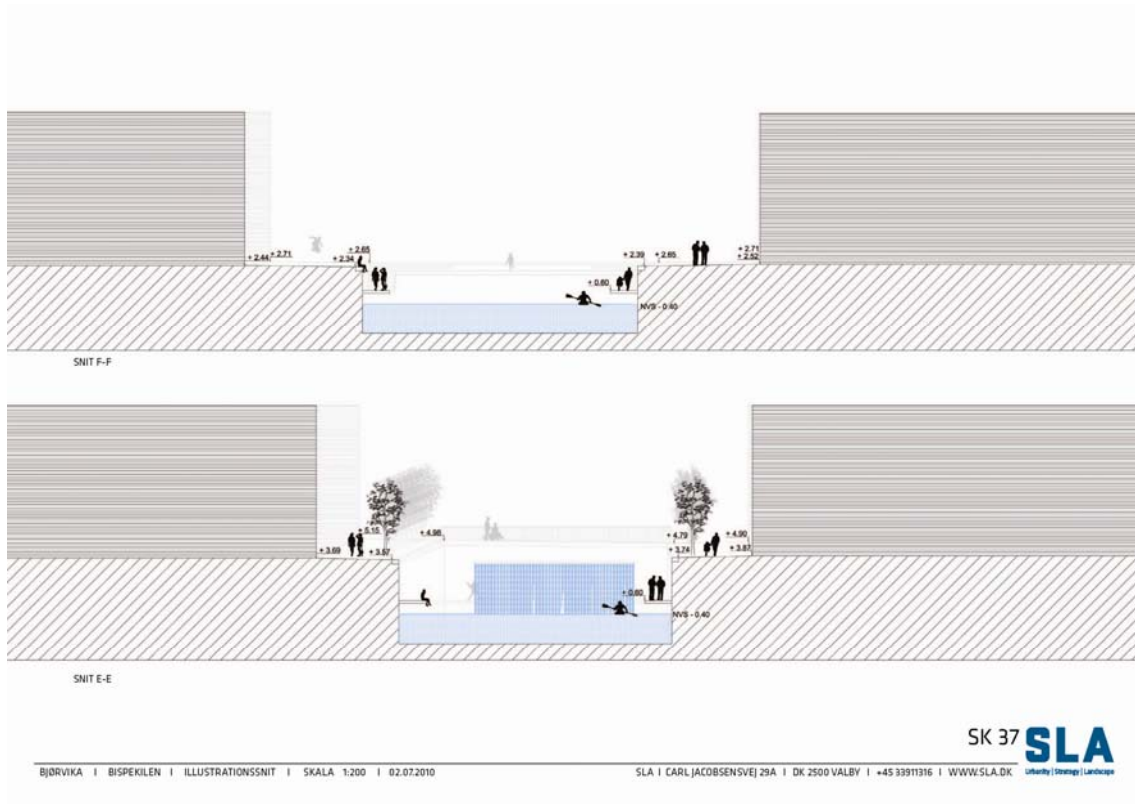 + 2.65
+ 2.71
+ 2.44
+ 2.34
+ 2.39
+ 2.65
+ 2.71
+ 2.52
+ 0.60
NVS - 0.40
SNIT F-F
+ 5.15
+ 4.98
+ 4.79
+ 4.90
+ 3.69
+ 3.57
+ 3.74
+ 3.87
+ 0.60
NVS - 0.40
SNIT E-E
SK 37
SLA
Urbanity | Strategy | Landscape
BJØRVIKA I BISPEKILEN I ILLUSTRATIONSSNIT I SKALA 1:200 I 02.07.2010
SLA I CARL JACOBSENSVEJ 29A I DK 2500 VALBY I +45 33911316 I WWW.SLA.DK